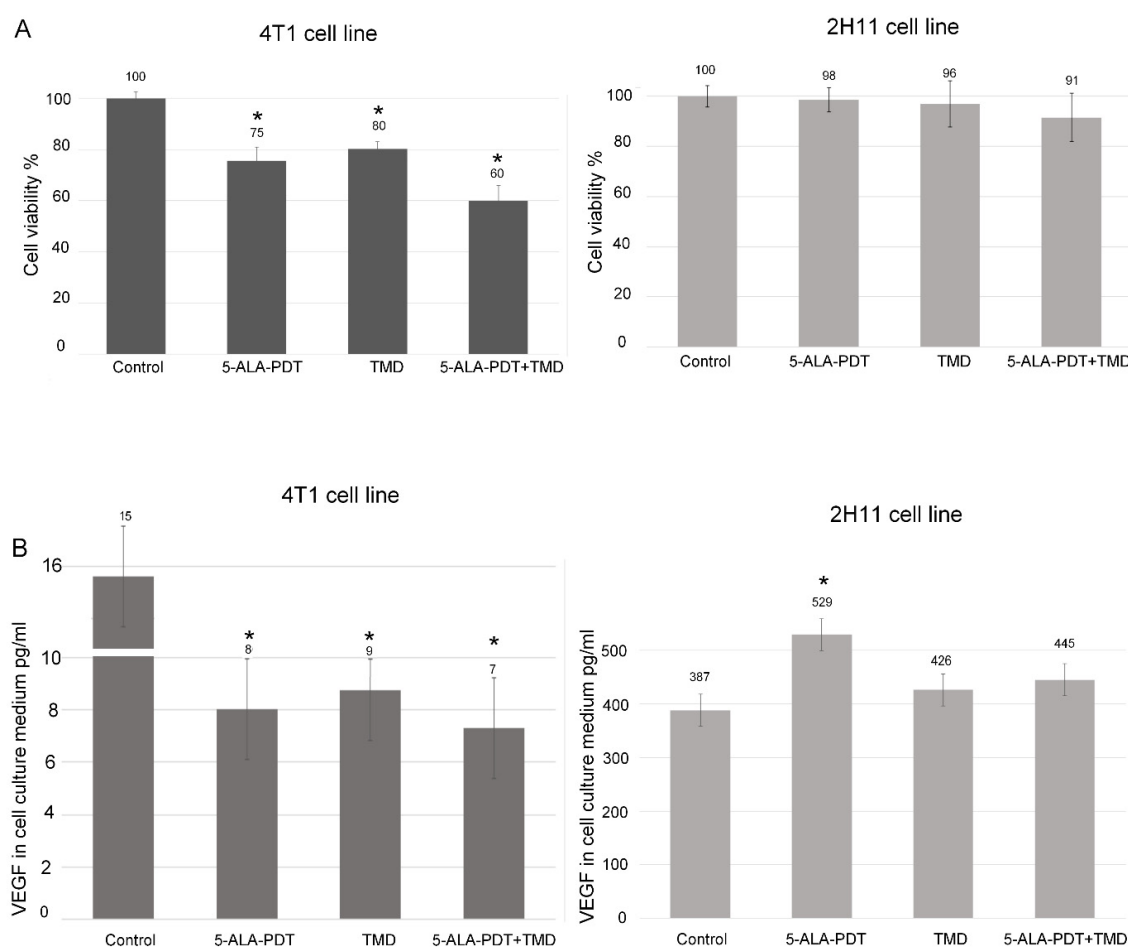 A
4T1 cell line
Cell viability %
100
80
60
40
20
0
100
*
75
*
80
*
60
Control
5-ALA-PDT
TMD
5-ALA-PDT+TMD
2H11 cell line
Cell viability %
100
80
60
40
20
0
100
98
96
91
Control
5-ALA-PDT
TMD
5-ALA-PDT+TMD
B
4T1 cell line
VEGF in cell culture medium pg/ml
16
10
8
6
4
2
0
15
*
8
*
9
*
7
Control
5-ALA-PDT
TMD
5-ALA-PDT+TMD
2H11 cell line
VEGF in cell culture medium pg/ml
500
400
300
200
100
0
387
*
529
426
445
Control
5-ALA-PDT
TMD
5-ALA-PDT+TMD